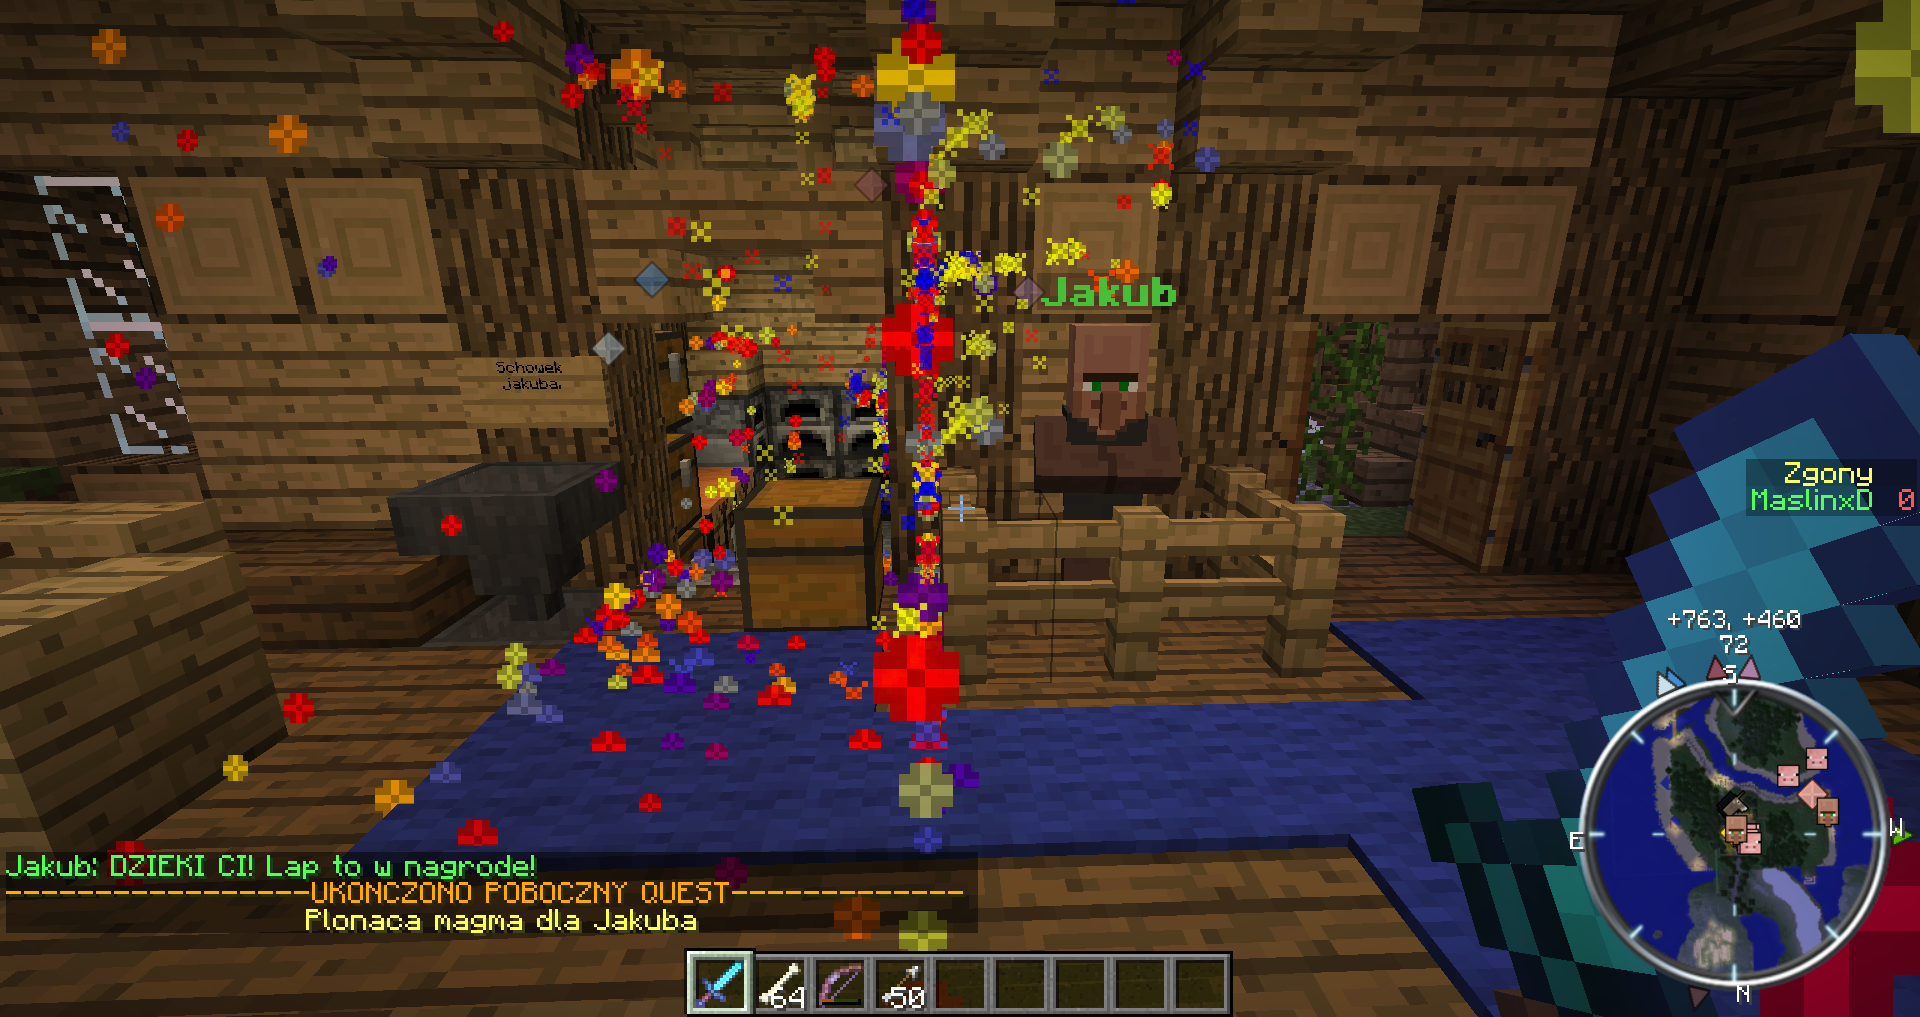 Jakub
Schowek
jakuba.
Zgony
MaslinxD 0
+763, +460
72
S
E
W
N
Jakub: DZIEKI CI! Lap to w nagrode!
--------------------UKONCZONO POBOCZNY QUEST---------------
Plonaca magma dla Jakuba
64
50